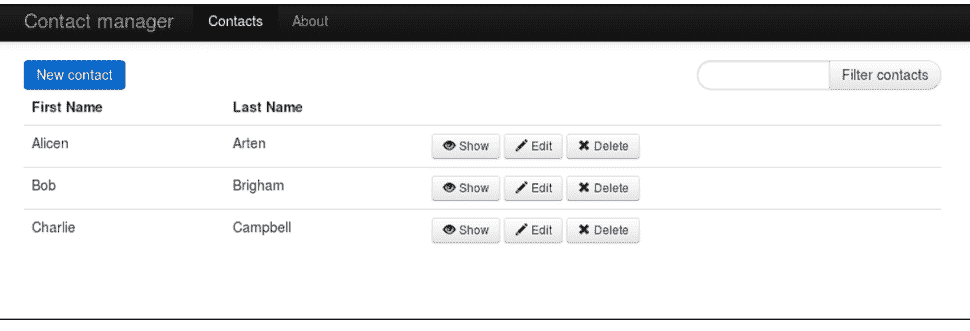 Contact manager Contacts About
New contact Filter contacts
First Name Last Name
Alicen Arten Show Edit Delete
Bob Brigham Show Edit Delete
Charlie Campbell Show Edit Delete